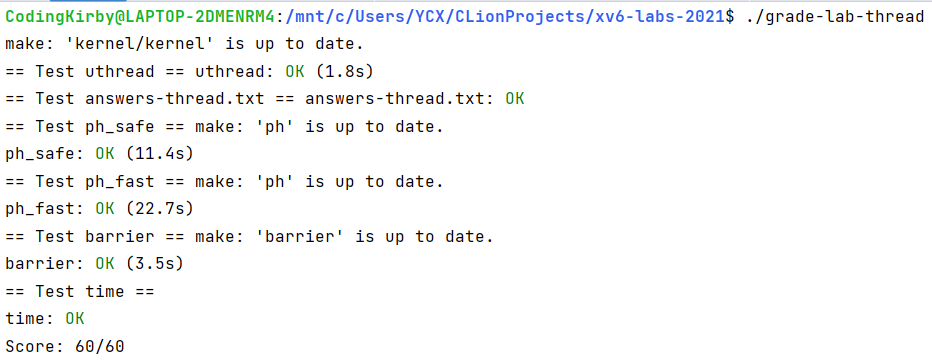 CodingKirby@LAPTOP-2DMENRM4:/mnt/c/Users/YCX/CLionProjects/xv6-labs-2021$ ./grade-lab-thread
make: 'kernel/kernel' is up to date.
== Test uthread == uthread: OK (1.8s)
== Test answers-thread.txt == answers-thread.txt: OK
== Test ph_safe == make: 'ph' is up to date.
ph_safe: OK (11.4s)
== Test ph_fast == make: 'ph' is up to date.
ph_fast: OK (22.7s)
== Test barrier == make: 'barrier' is up to date.
barrier: OK (3.5s)
== Test time ==
time: OK
Score: 60/60